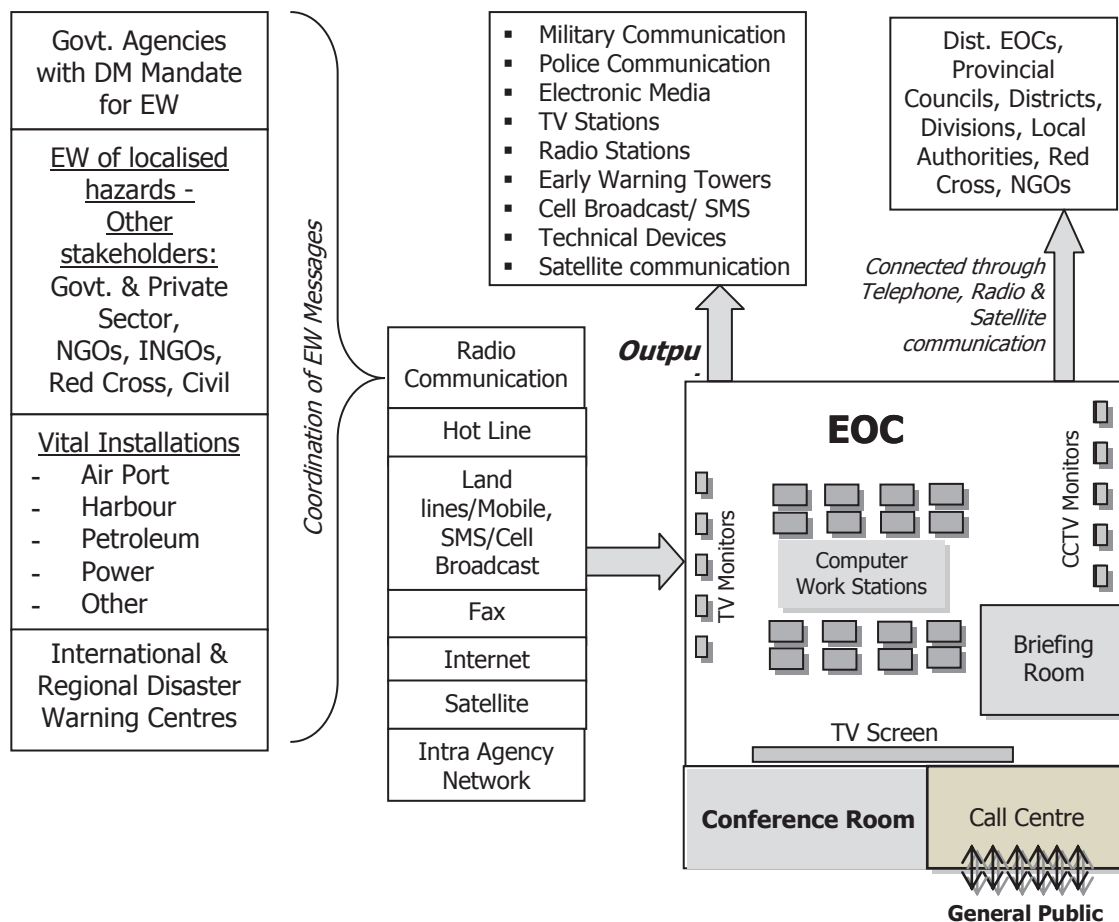 Govt. Agencies
with DM Mandate
for EW
EW of localised
hazards -
Other
stakeholders:
Govt. & Private
Sector,
NGOs, INGOs,
Red Cross, Civil
Vital Installations
- Air Port
- Harbour
- Petroleum
- Power
- Other
International &
Regional Disaster
Warning Centres
Coordination of EW Messages
Radio
Communication
Hot Line
Land
lines/Mobile,
SMS/Cell
Broadcast
Fax
Internet
Satellite
Intra Agency
Network
▪ Military Communication
▪ Police Communication
▪ Electronic Media
▪ TV Stations
▪ Radio Stations
▪ Early Warning Towers
▪ Cell Broadcast/ SMS
▪ Technical Devices
▪ Satellite communication
Outpu
Dist. EOCs,
Provincial
Councils, Districts,
Divisions, Local
Authorities, Red
Cross, NGOs
Connected through
Telephone, Radio &
Satellite
communication
EOC
TV Monitors
CCTV Monitors
Computer
Work Stations
Briefing
Room
TV Screen
Conference Room
Call Centre
General Public